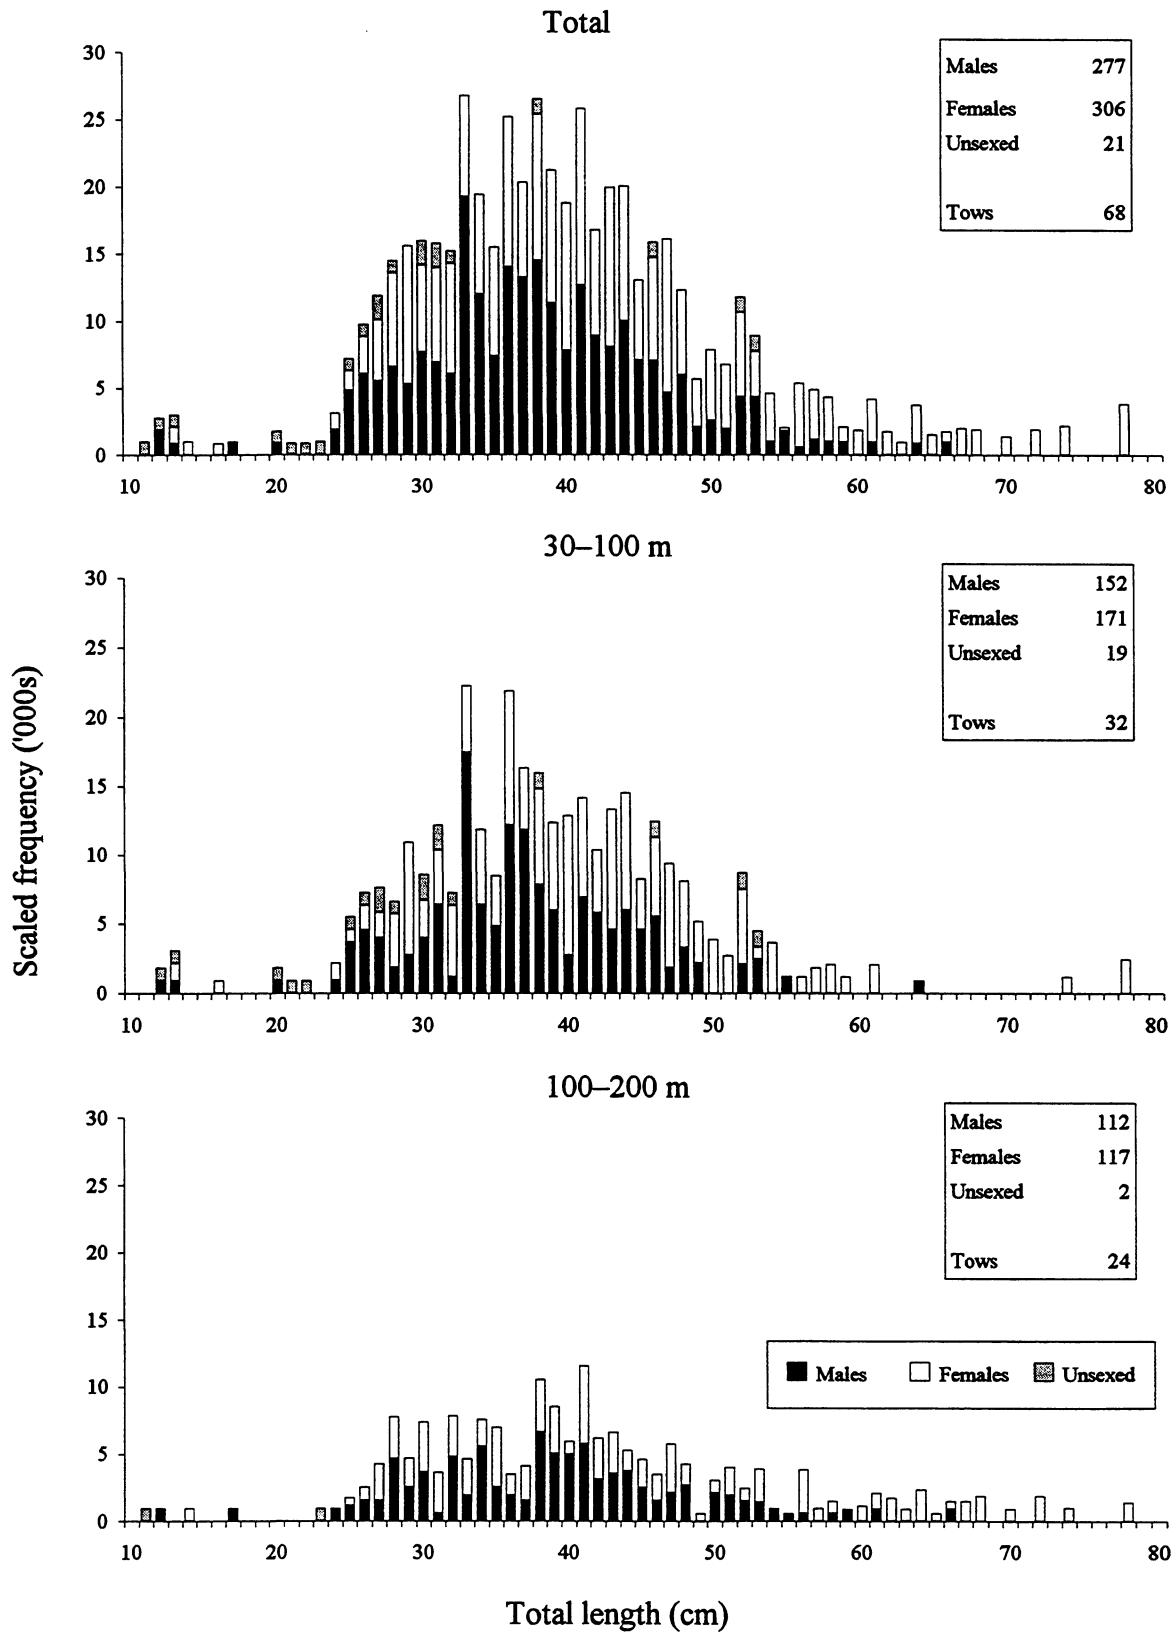 Total
30
25
20
15
10
5
0
10 20 30 40 50 60 70 80
Males 277
Females 306
Unsexed 21
Tows 68
30–100 m
30
25
20
15
10
5
0
10 20 30 40 50 60 70 80
Males 152
Females 171
Unsexed 19
Tows 32
Scaled frequency ('000s)
100–200 m
30
25
20
15
10
5
0
10 20 30 40 50 60 70 80
Males 112
Females 117
Unsexed 2
Tows 24
Males Females Unsexed
Total length (cm)